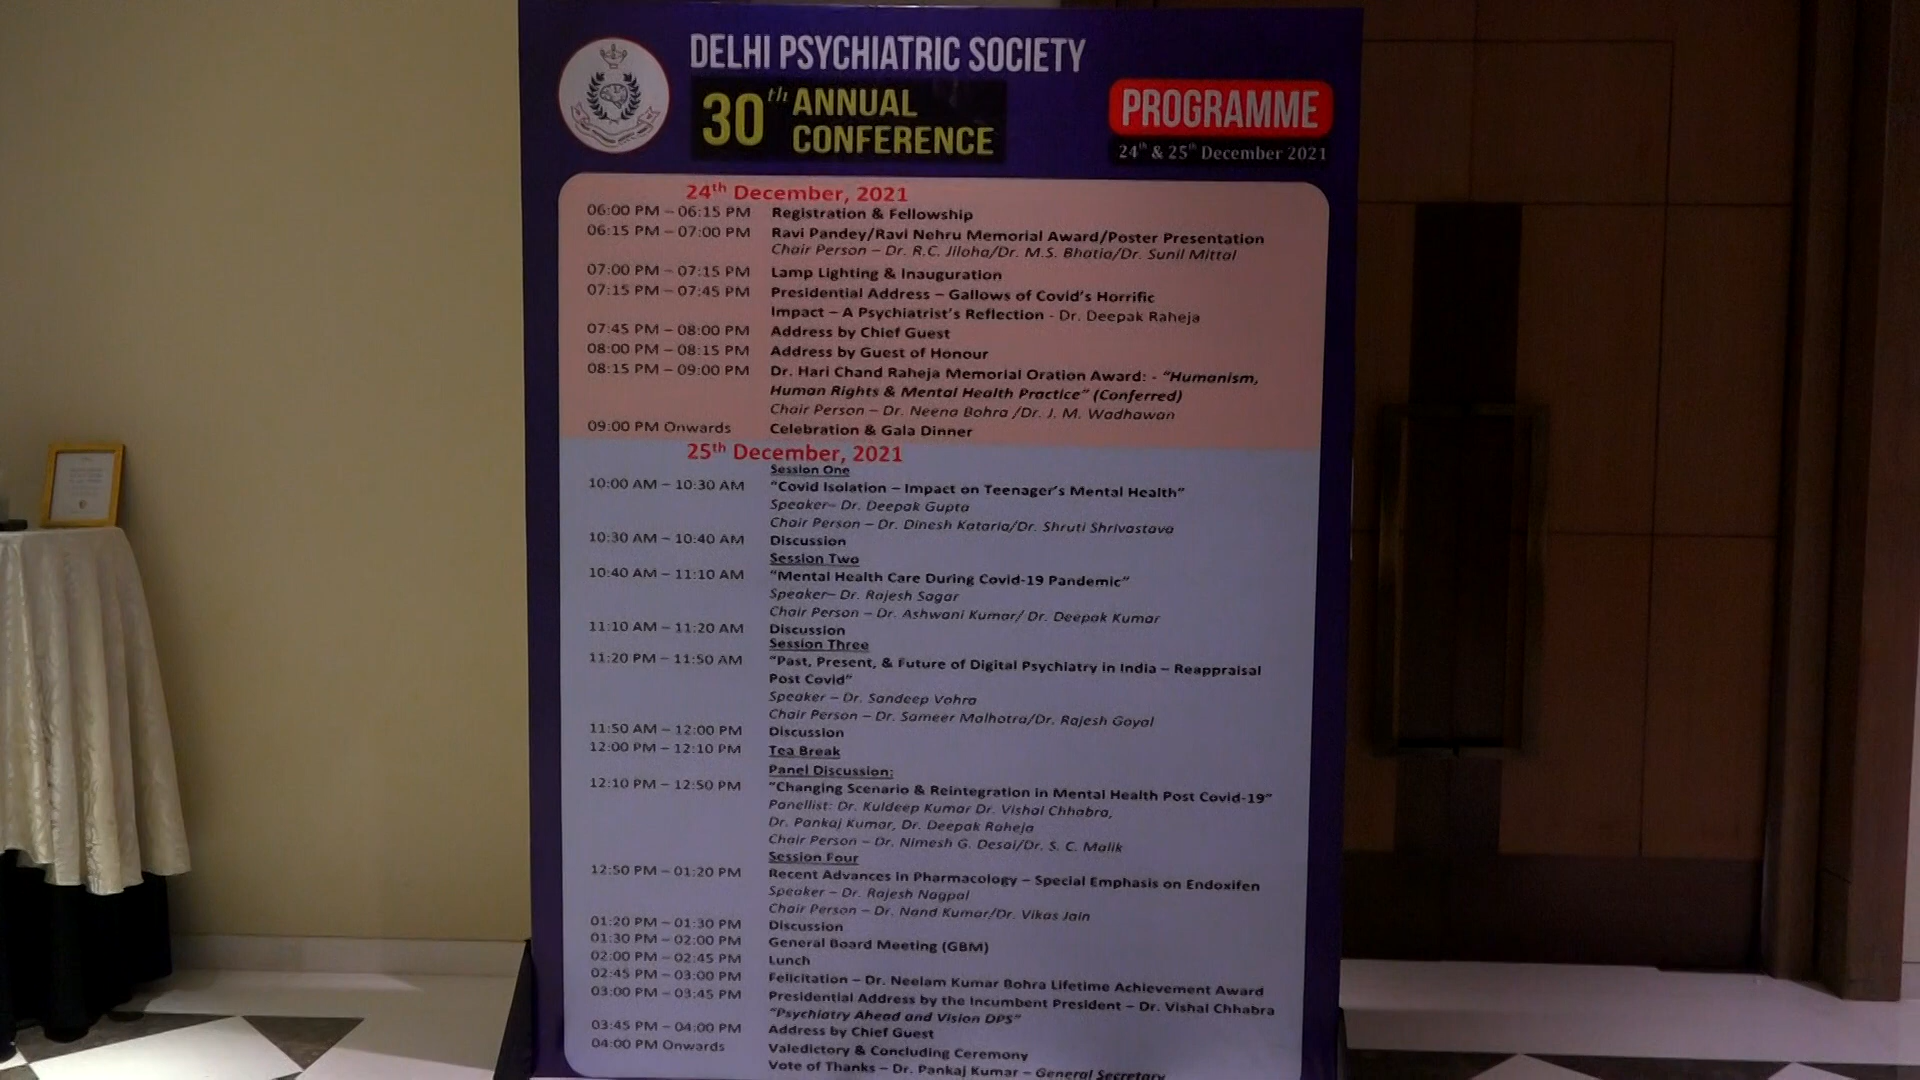 DELHI PSYCHIATRIC SOCIETY
30th ANNUAL CONFERENCE
PROGRAMME
24th & 25th December 2021
24th December, 2021
06:00 PM – 06:15 PM Registration & Fellowship
06:15 PM – 07:00 PM Ravi Pandey/Ravi Nehru Memorial Award/Poster Presentation
Chair Person – Dr. R.C. Jiloha/Dr. M.S. Bhatia/Dr. Sunil Mittal
07:00 PM – 07:15 PM Lamp Lighting & Inauguration
07:15 PM – 07:45 PM Presidential Address – Gallows of Covid's Horrific
Impact – A Psychiatrist's Reflection - Dr. Deepak Raheja
07:45 PM – 08:00 PM Address by Chief Guest
08:00 PM – 08:15 PM Address by Guest of Honour
08:15 PM – 09:00 PM Dr. Hari Chand Raheja Memorial Oration Award: - "Humanism,
Human Rights & Mental Health Practice" (Conferred)
Chair Person – Dr. Neena Bohra /Dr. J. M. Wadhawan
09:00 PM Onwards Celebration & Gala Dinner
25th December, 2021
Session One
10:00 AM – 10:30 AM "Covid Isolation – Impact on Teenager's Mental Health"
Speaker– Dr. Deepak Gupta
Chair Person – Dr. Dinesh Kataria/Dr. Shruti Shrivastava
10:30 AM – 10:40 AM Discussion
Session Two
10:40 AM – 11:10 AM "Mental Health Care During Covid-19 Pandemic"
Speaker– Dr. Rajesh Sagar
Chair Person – Dr. Ashwani Kumar/ Dr. Deepak Kumar
11:10 AM – 11:20 AM Discussion
Session Three
11:20 PM – 11:50 AM "Past, Present, & Future of Digital Psychiatry in India – Reappraisal
Post Covid"
Speaker – Dr. Sandeep Vohra
Chair Person – Dr. Sameer Malhotra/Dr. Rajesh Goyal
11:50 AM – 12:00 PM Discussion
12:00 PM – 12:10 PM Tea Break
Panel Discussion:
12:10 PM – 12:50 PM "Changing Scenario & Reintegration in Mental Health Post Covid-19"
Panellist: Dr. Kuldeep Kumar Dr. Vishal Chhabra,
Dr. Pankaj Kumar, Dr. Deepak Raheja
Chair Person – Dr. Nimesh G. Desai/Dr. S. C. Malik
Session Four
12:50 PM – 01:20 PM Recent Advances in Pharmacology – Special Emphasis on Endoxifen
Speaker – Dr. Rajesh Nagpal
Chair Person – Dr. Nand Kumar/Dr. Vikas Jain
01:20 PM – 01:30 PM Discussion
01:30 PM – 02:00 PM General Board Meeting (GBM)
02:00 PM – 02:45 PM Lunch
02:45 PM – 03:00 PM Felicitation – Dr. Neelam Kumar Bohra Lifetime Achievement Award
03:00 PM – 03:45 PM Presidential Address by the Incumbent President – Dr. Vishal Chhabra
"Psychiatry Ahead and Vision DPS"
03:45 PM – 04:00 PM Address by Chief Guest
04:00 PM Onwards Valedictory & Concluding Ceremony
Vote of Thanks – Dr. Pankaj Kumar – General Secretary